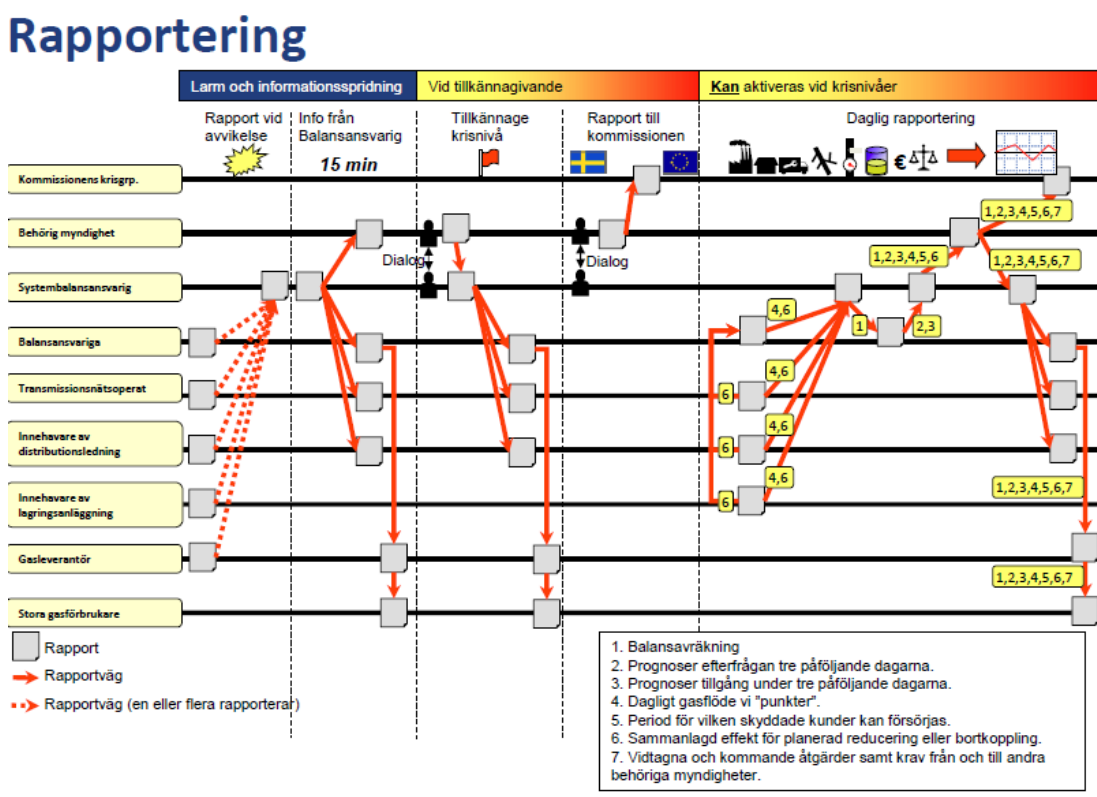 Rapportering
Larm och informationsspridning
Vid tillkännagivande
Kan aktiveras vid krisnivåer
Rapport vid
avvikelse
Info från
Balansansvarig
15 min
Tillkännage
krisnivå
Rapport till
kommissionen
Daglig rapportering
€
Kommissionens krisgrp.
1,2,3,4,5,6,7
Behörig myndighet
Dialog
Dialog
1,2,3,4,5,6
1,2,3,4,5,6,7
Systembalansansvarig
4,6
1
2,3
Balansansvariga
4,6
Transmissionsnätsoperat
6
4,6
Innehavare av
distributionsledning
6
4,6
Innehavare av
lagringsanläggning
6
1,2,3,4,5,6,7
Gasleverantör
1,2,3,4,5,6,7
Stora gasförbrukare
Rapport
Rapportväg
Rapportväg (en eller flera rapporterar)
1. Balansavräkning
2. Prognoser efterfrågan tre påföljande dagarna.
3. Prognoser tillgång under tre påföljande dagarna.
4. Dagligt gasflöde vi "punkter".
5. Period för vilken skyddade kunder kan försörjas.
6. Sammanlagd effekt för planerad reducering eller bortkoppling.
7. Vidtagna och kommande åtgärder samt krav från och till andra
behöriga myndigheter.